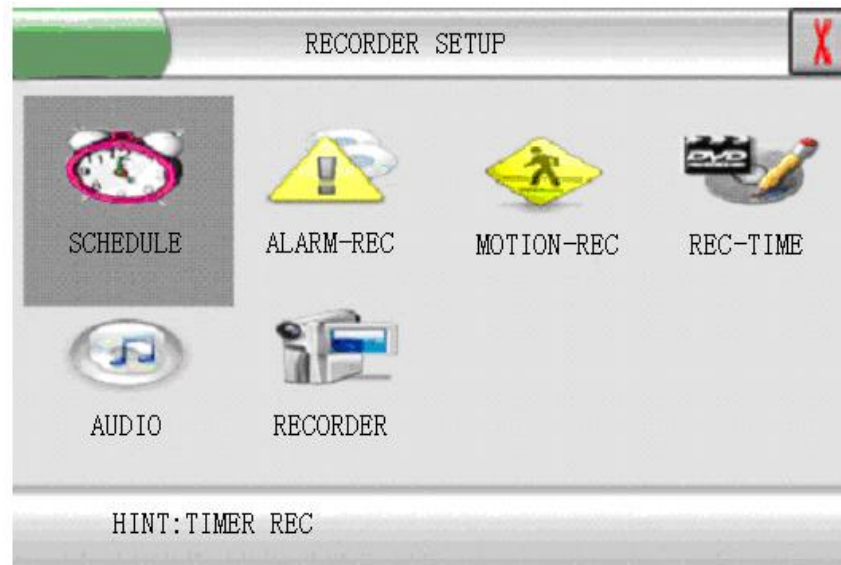 RECORDER SETUP
X
SCHEDULE
ALARM-REC
MOTION-REC
DVD
REC-TIME
AUDIO
RECORDER
HINT:TIMER REC